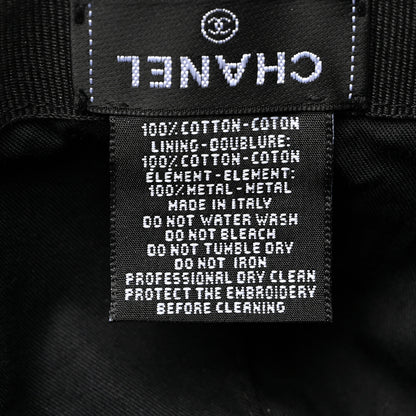 CHANEL
100% COTTON-COTON
LINING-DOUBLURE:
100% COTTON-COTON
ELEMENT-ELEMENT:
100% METAL-METAL
MADE IN ITALY
DO NOT WATER WASH
DO NOT BLEACH
DO NOT TUMBLE DRY
DO NOT IRON
PROFESSIONAL DRY CLEAN
PROTECT THE EMBROIDERY
BEFORE CLEANING